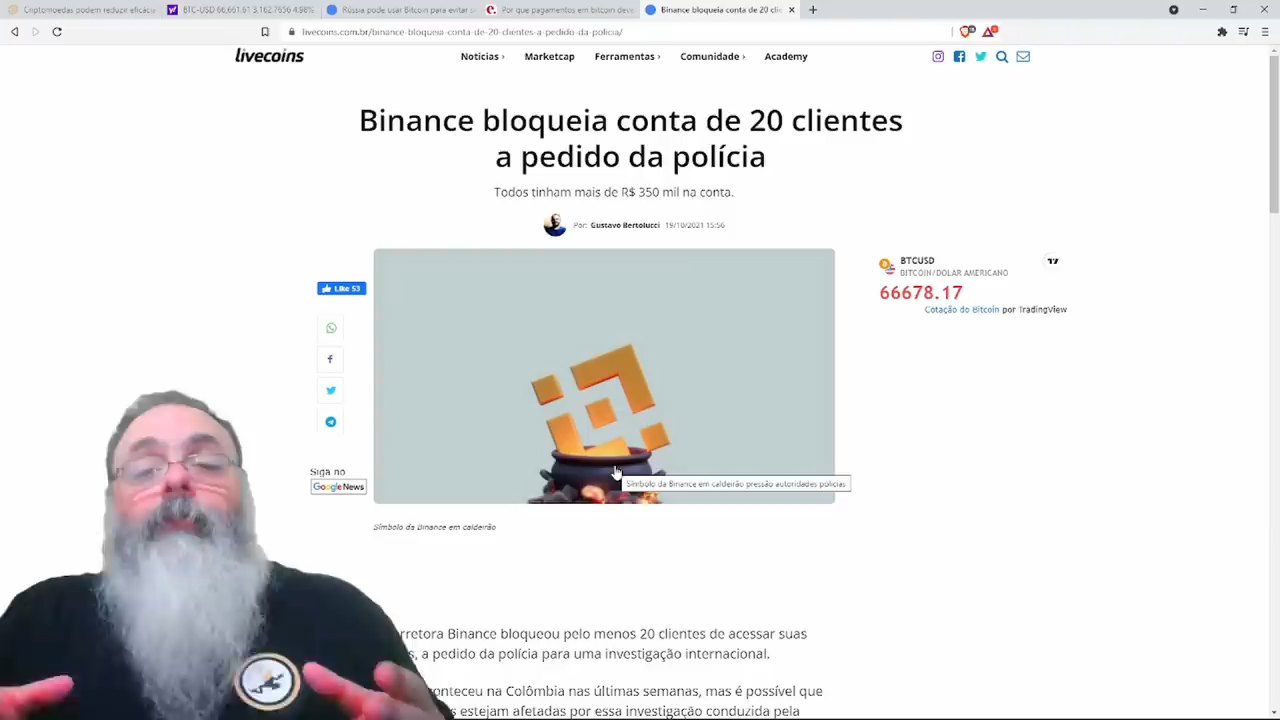 Criptomoedas podem reduzir eficácia
BTC-USD 66,661.61 3,162.7656 4.98%
Rússia pode usar Bitcoin para evitar s
Por que pagamentos em bitcoin deve
Binance bloqueia conta de 20 clie
livecoins.com.br/binance-bloqueia-conta-de-20-clientes-a-pedido-da-policia/
livecoins
Noticias
Marketcap
Ferramentas
Comunidade
Academy
Binance bloqueia conta de 20 clientes
a pedido da polícia
Todos tinham mais de R$ 350 mil na conta.
Por: Gustavo Bertolucci 19/10/2021 15:56
Like 53
BTCUSD
BITCOIN/DOLAR AMERICANO
66678.17
Cotação do Bitcoin por TradingView
Siga no
Google News
Símbolo da Binance em caldeirão pressão autoridades policias
Símbolo da Binance em caldeirão
rretora Binance bloqueou pelo menos 20 clientes de acessar suas
s, a pedido da polícia para uma investigação internacional.
conteceu na Colômbia nas últimas semanas, mas é possível que
s estejam afetadas por essa investigação conduzida pela